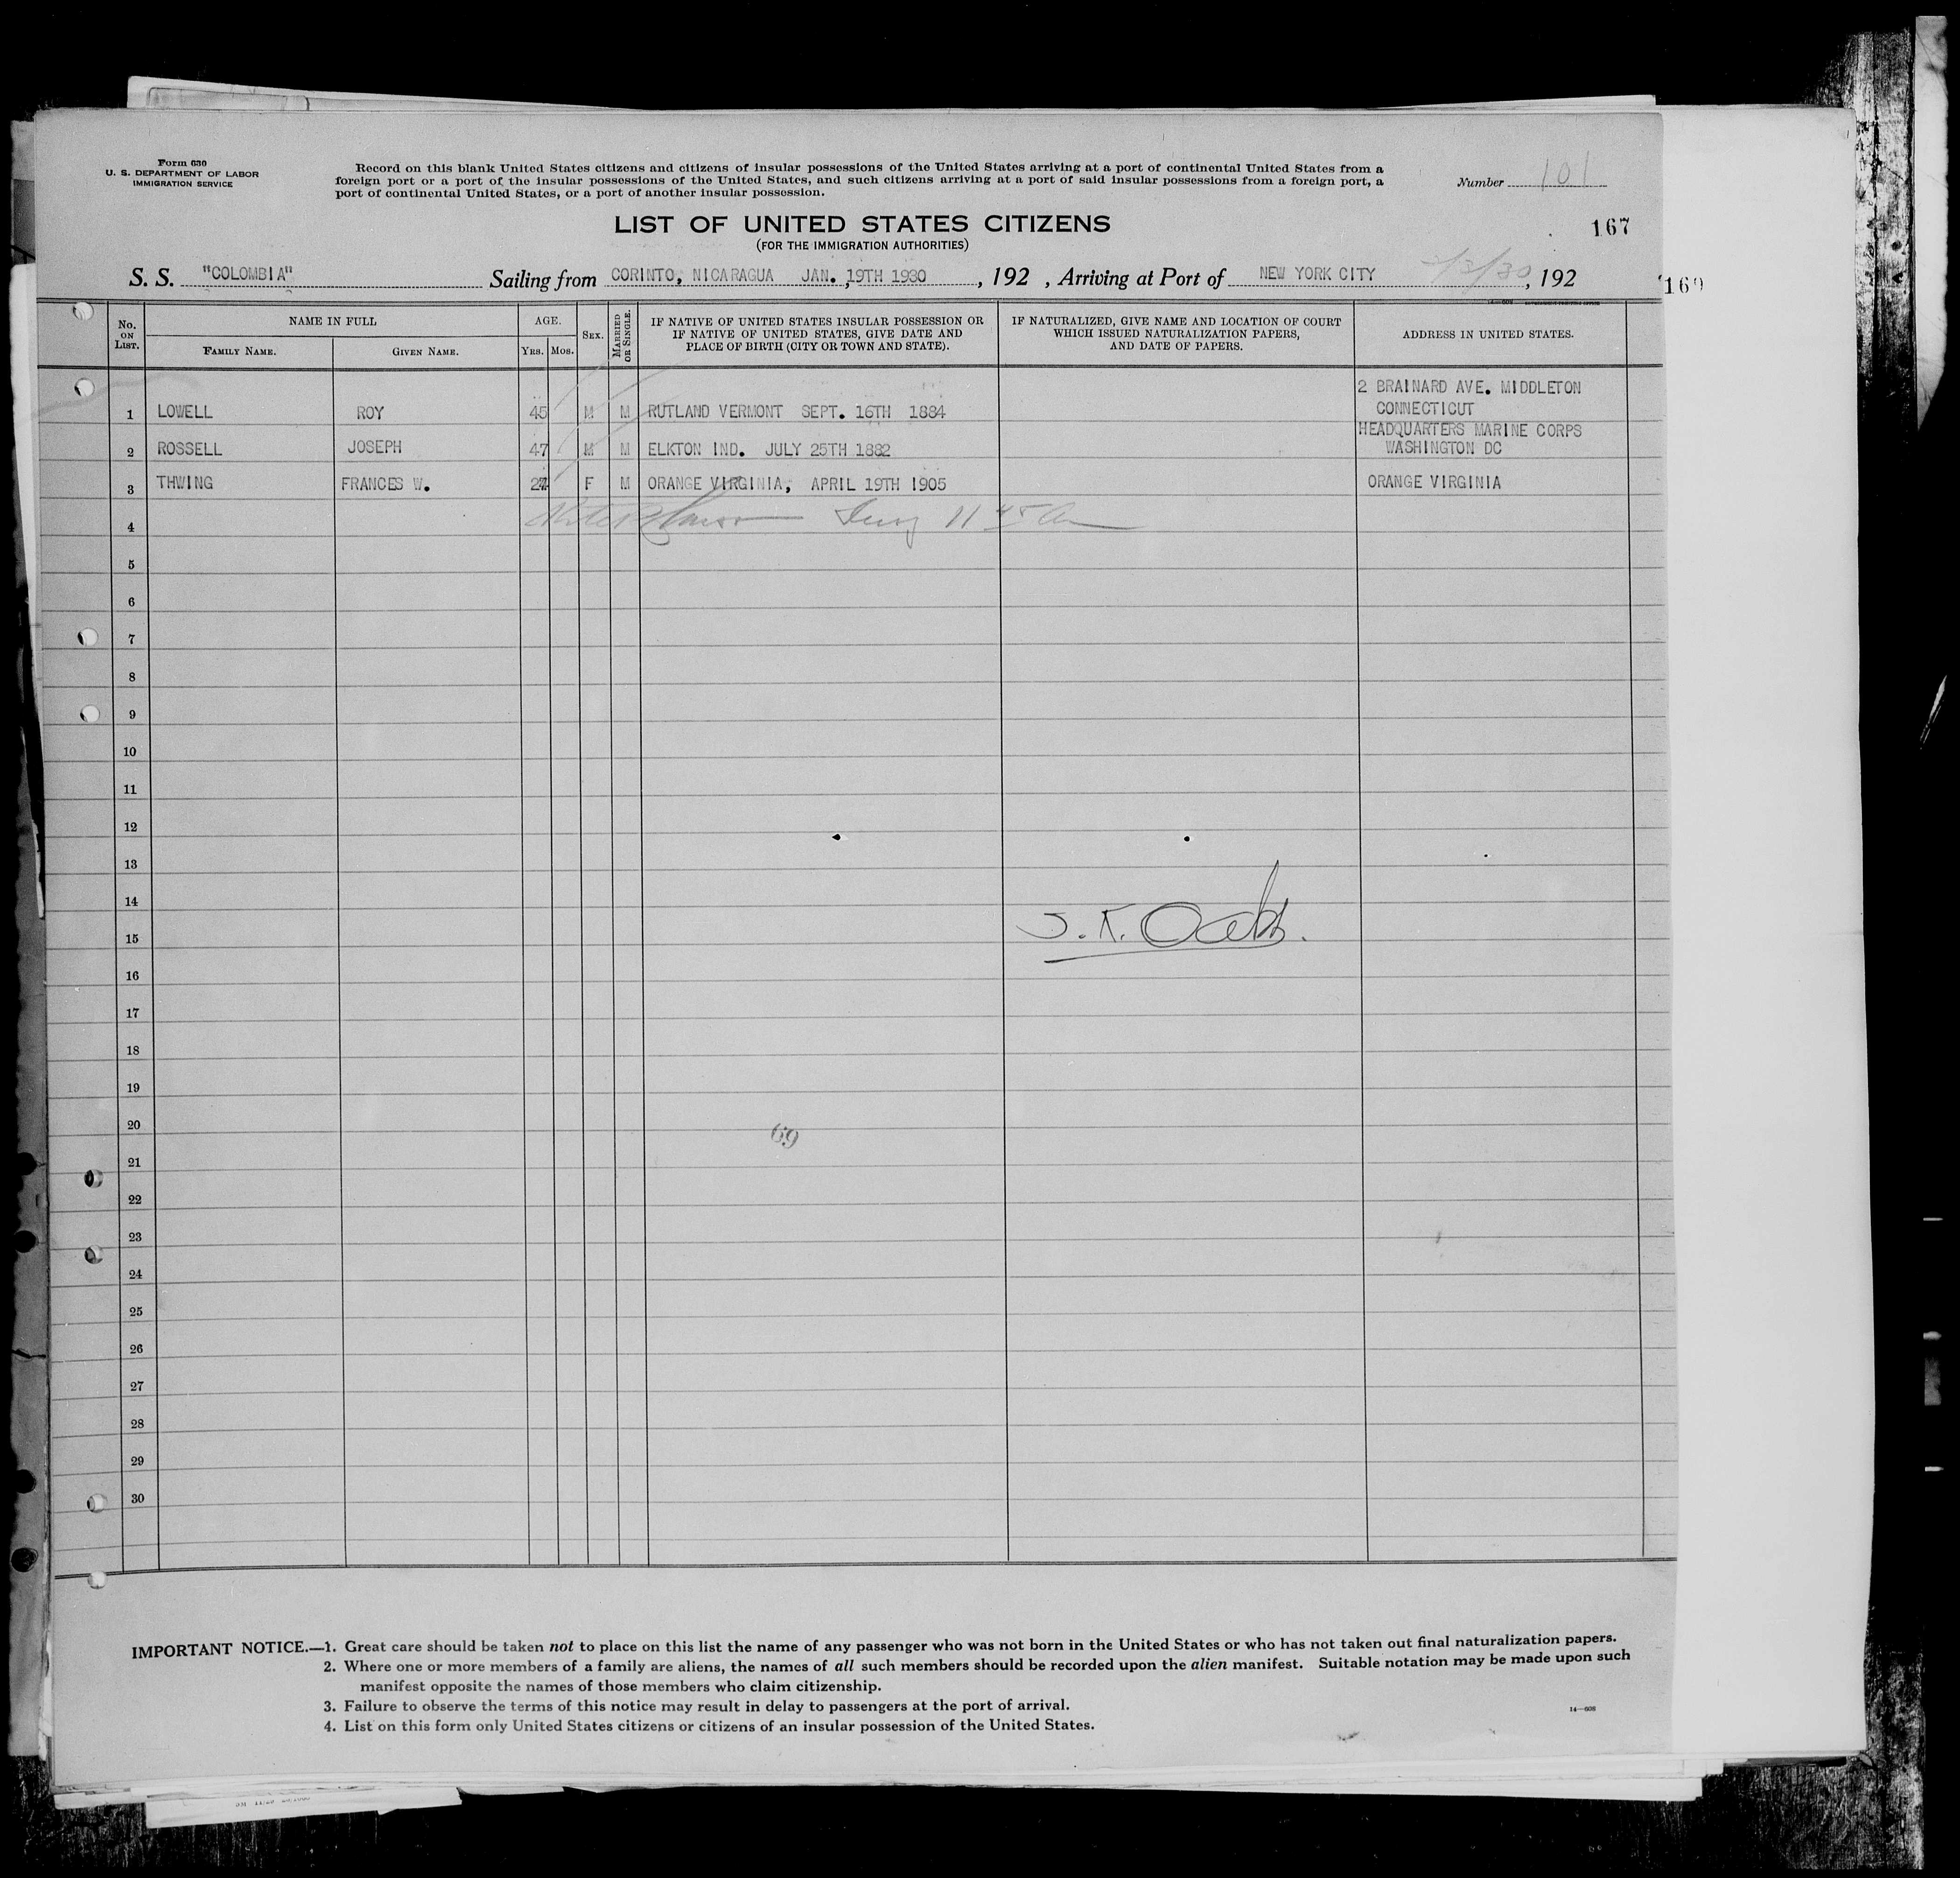 Form 630
U. S. DEPARTMENT OF LABOR
IMMIGRATION SERVICE
Record on this blank United States citizens and citizens of insular possessions of the United States arriving at a port of continental United States from a
foreign port or a port of the insular possessions of the United States, and such citizens arriving at a port of said insular possessions from a foreign port, a
port of continental United States, or a port of another insular possession.
Number 101
LIST OF UNITED STATES CITIZENS
(FOR THE IMMIGRATION AUTHORITIES)
167
S. S. "COLOMBIA" Sailing from CORINTO, NICARAGUA JAN. 19TH 1930, 192 , Arriving at Port of NEW YORK CITY 2/2/30, 192
169
No. ON LIST. NAME IN FULL AGE. SEX. MARRIED OR SINGLE. IF NATIVE OF UNITED STATES INSULAR POSSESSION OR IF NATIVE OF UNITED STATES, GIVE DATE AND PLACE OF BIRTH (CITY OR TOWN AND STATE). IF NATURALIZED, GIVE NAME AND LOCATION OF COURT WHICH ISSUED NATURALIZATION PAPERS, AND DATE OF PAPERS. ADDRESS IN UNITED STATES.
FAMILY NAME. GIVEN NAME. YRS. MOS.
2 BRAINARD AVE. MIDDLETON
1 LOWELL ROY 45 M M RUTLAND VERMONT SEPT. 16TH 1884 CONNECTICUT
HEADQUARTERS MARINE CORPS
2 ROSSELL JOSEPH 47 M M ELKTON IND. JULY 25TH 1882 WASHINGTON DC
3 THWING FRANCES W. F M ORANGE VIRGINIA, APRIL 19TH 1905 ORANGE VIRGINIA
4 11 45
5
6
7
8
9
10
11
12
13
14
15
16
17
18
19
20
69
21
22
23
24
25
26
27
28
29
30
IMPORTANT NOTICE.—1. Great care should be taken not to place on this list the name of any passenger who was not born in the United States or who has not taken out final naturalization papers.
2. Where one or more members of a family are aliens, the names of all such members should be recorded upon the alien manifest. Suitable notation may be made upon such
manifest opposite the names of those members who claim citizenship.
3. Failure to observe the terms of this notice may result in delay to passengers at the port of arrival.
4. List on this form only United States citizens or citizens of an insular possession of the United States.
14—608